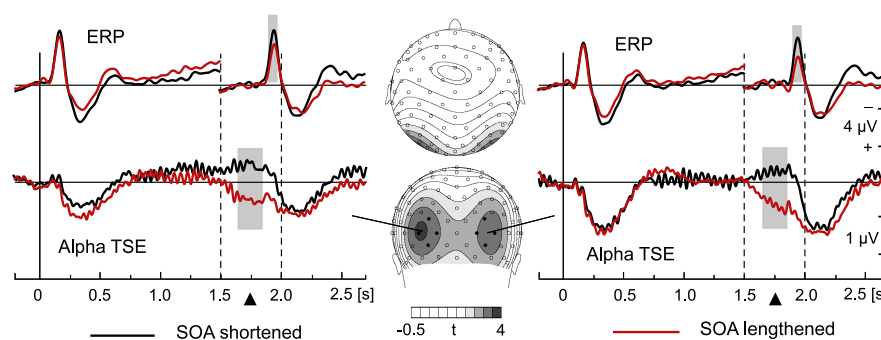 ERP
ERP
−
4 μV
+
Alpha TSE
Alpha TSE
1 μV
−
0 0.5 1.0 1.5 2.0 2.5 [s]
0 0.5 1.0 1.5 2.0 2.5 [s]
-0.5 t 4
SOA shortened
SOA lengthened